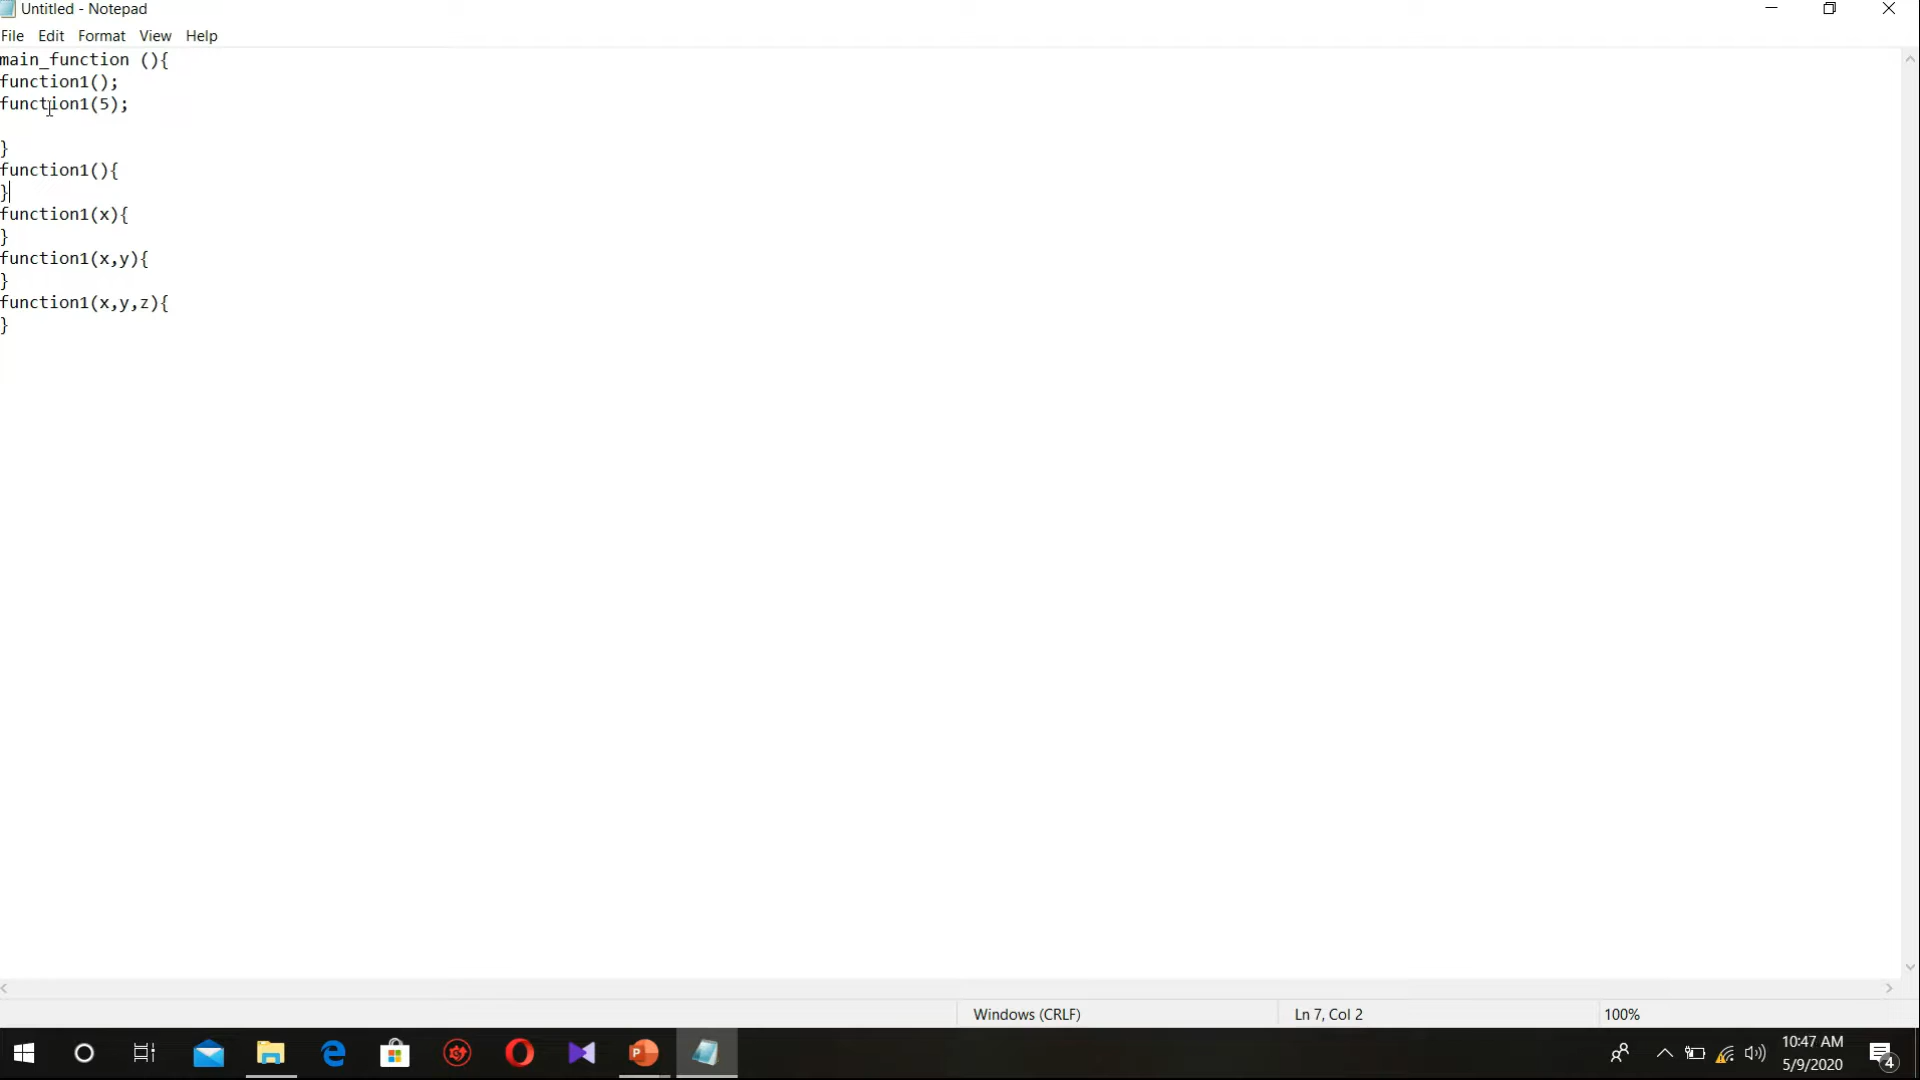 Untitled - Notepad
File Edit Format View Help
main_function (){
function1();
function1(5);
}
function1(){
}
function1(x){
}
function1(x,y){
}
function1(x,y,z){
}
Windows (CRLF)
Ln 7, Col 2
100%
P
10:47 AM
5/9/2020
4